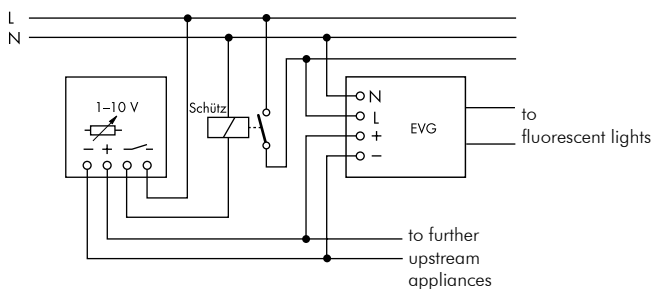 L
N
1–10 V
– +
Schütz
N
L
+
–
EVG
to
fluorescent lights
to further
upstream
appliances